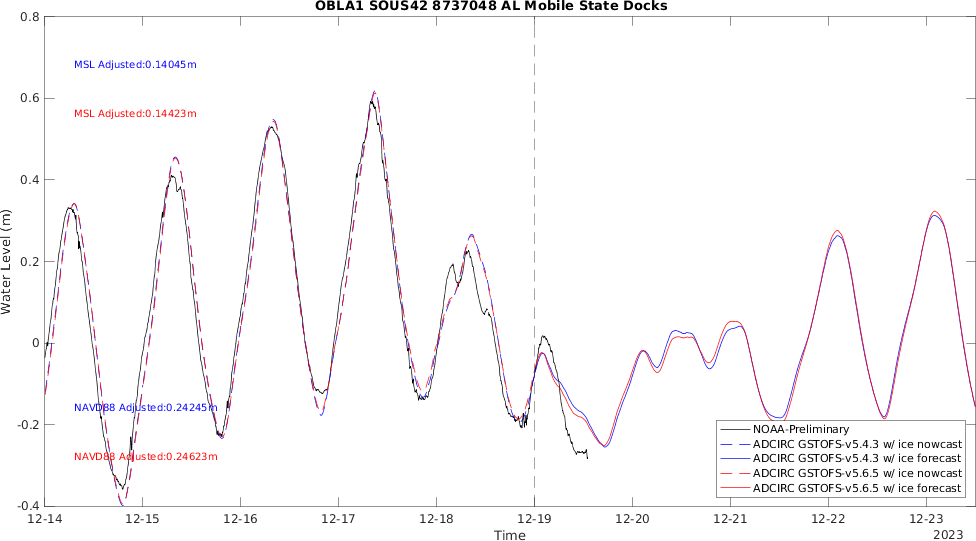 OBLA1 SOUS42 8737048 AL Mobile State Docks
0.8
0.6
0.4
0.2
0
-0.2
-0.4
Water Level (m)
MSL Adjusted:0.14045m
MSL Adjusted:0.14423m
NAVD88 Adjusted:0.24245m
NAVD88 Adjusted:0.24623m
NOAA-Preliminary
ADCIRC GSTOFS-v5.4.3 w/ ice nowcast
ADCIRC GSTOFS-v5.4.3 w/ ice forecast
ADCIRC GSTOFS-v5.6.5 w/ ice nowcast
ADCIRC GSTOFS-v5.6.5 w/ ice forecast
12-14 12-15 12-16 12-17 12-18 12-19 12-20 12-21 12-22 12-23
Time
2023